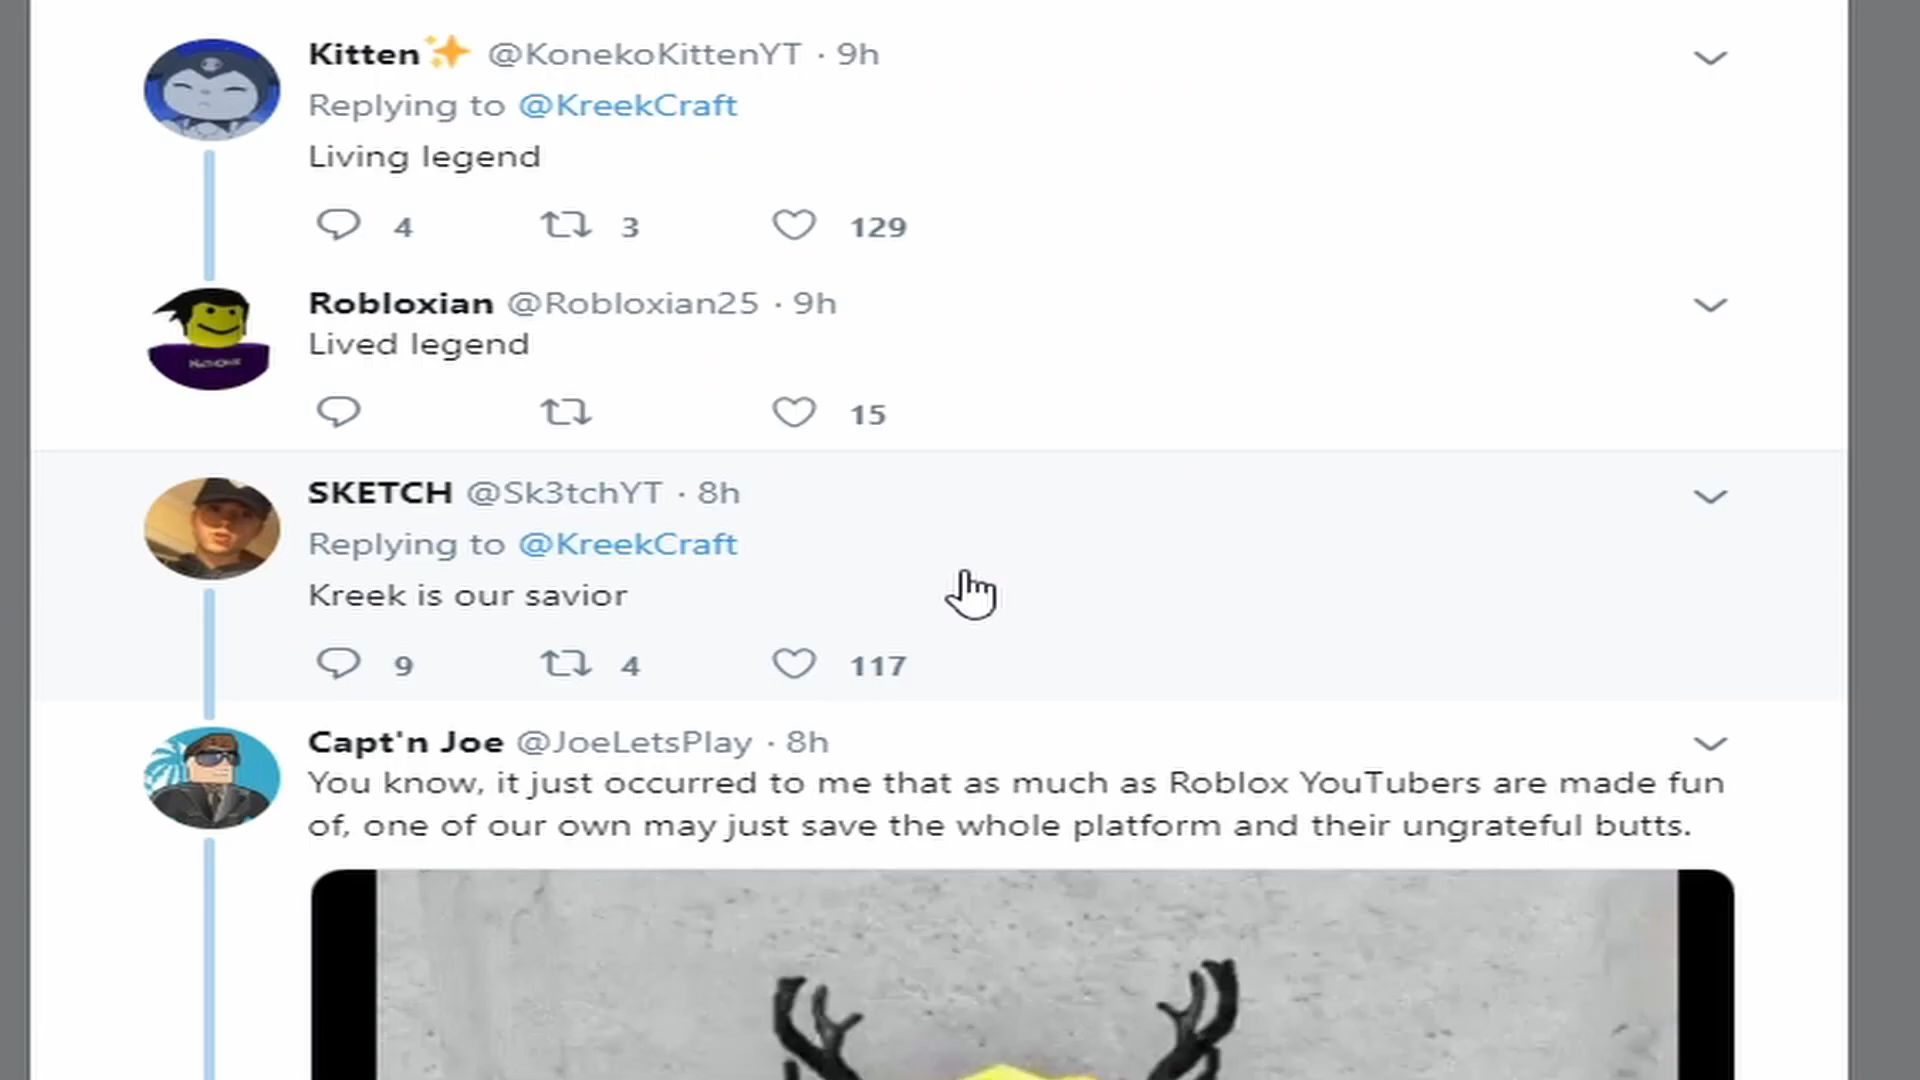 Kitten✨ @KonekoKittenYT · 9h
Replying to @KreekCraft
Living legend
4 3 129
Robloxian @Robloxian25 · 9h
Lived legend
15
SKETCH @Sk3tchYT · 8h
Replying to @KreekCraft
Kreek is our savior
9 4 117
Capt'n Joe @JoeLetsPlay · 8h
You know, it just occurred to me that as much as Roblox YouTubers are made fun
of, one of our own may just save the whole platform and their ungrateful butts.